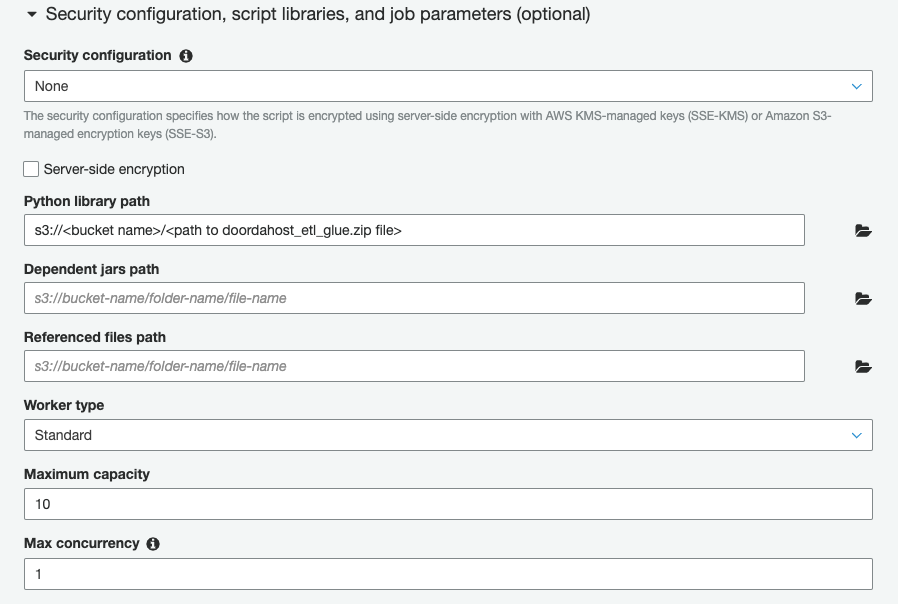 Security configuration, script libraries, and job parameters (optional)
Security configuration
None
The security configuration specifies how the script is encrypted using server-side encryption with AWS KMS-managed keys (SSE-KMS) or Amazon S3-
managed encryption keys (SSE-S3).
Server-side encryption
Python library path
s3://<bucket name>/<path to doordahost_etl_glue.zip file>
Dependent jars path
s3://bucket-name/folder-name/file-name
Referenced files path
s3://bucket-name/folder-name/file-name
Worker type
Standard
Maximum capacity
10
Max concurrency
1